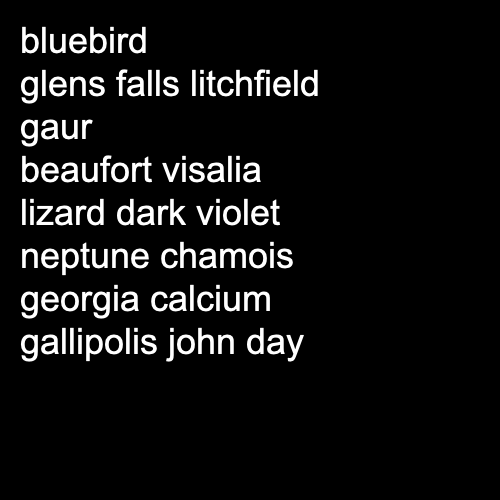 bluebird
glens falls litchfield
gaur
beaufort visalia
lizard dark violet
neptune chamois
georgia calcium
gallipolis john day